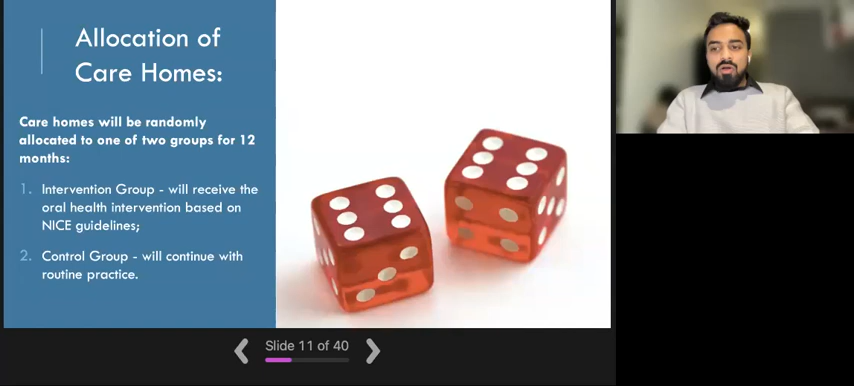 Allocation of
Care Homes:
Care homes will be randomly
allocated to one of two groups for 12
months:
1. Intervention Group - will receive the
oral health intervention based on
NICE guidelines;
2. Control Group - will continue with
routine practice.
Slide 11 of 40